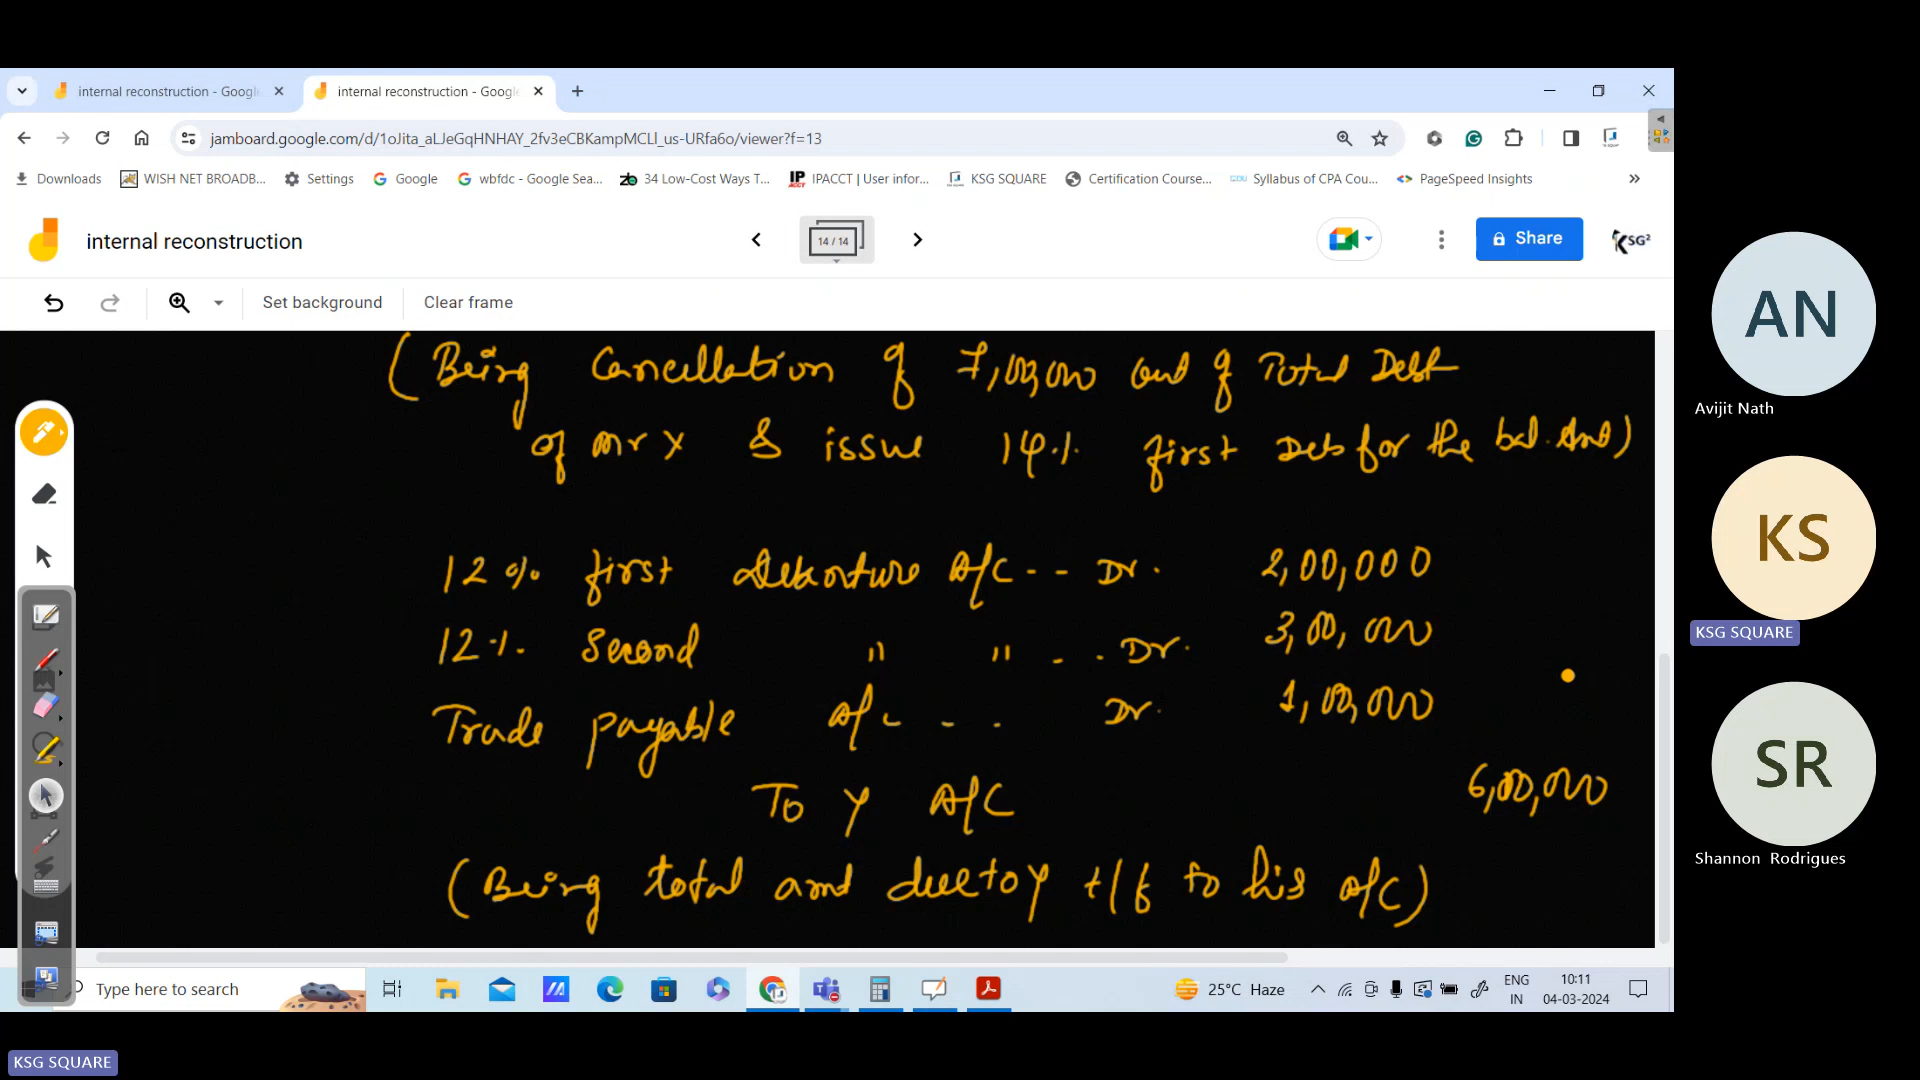 internal reconstruction - Googl
internal reconstruction - Google
jamboard.google.com/d/1oJita_aLJeGqHNHAY_2fv3eCBKampMCLl_us-URfa6o/viewer?f=13
Downloads
WISH NET BROADB...
Settings
Google
wbfdc - Google Sea...
34 Low-Cost Ways T...
IPACCT | User infor...
KSG SQUARE
Certification Course...
Syllabus of CPA Cou...
PageSpeed Insights
internal reconstruction
14 / 14
Share
KSG²
Set background
Clear frame
(Being Cancellation of 7,00,000 out of Total Debt
of Mr X & issue 14% first Deb for the bal. Amt)
12% first Debenture A/C -- Dr. 2,00,000
12%. Second " " .. Dr. 3,00,000
Trade payable A/c .. Dr. 1,00,000
To Y A/C 6,00,000
(Being total amt due to Y t/f to his A/C)
Type here to search
25°C Haze
ENG
IN
10:11
04-03-2024
AN
Avijit Nath
KS
KSG SQUARE
SR
Shannon Rodrigues
KSG SQUARE